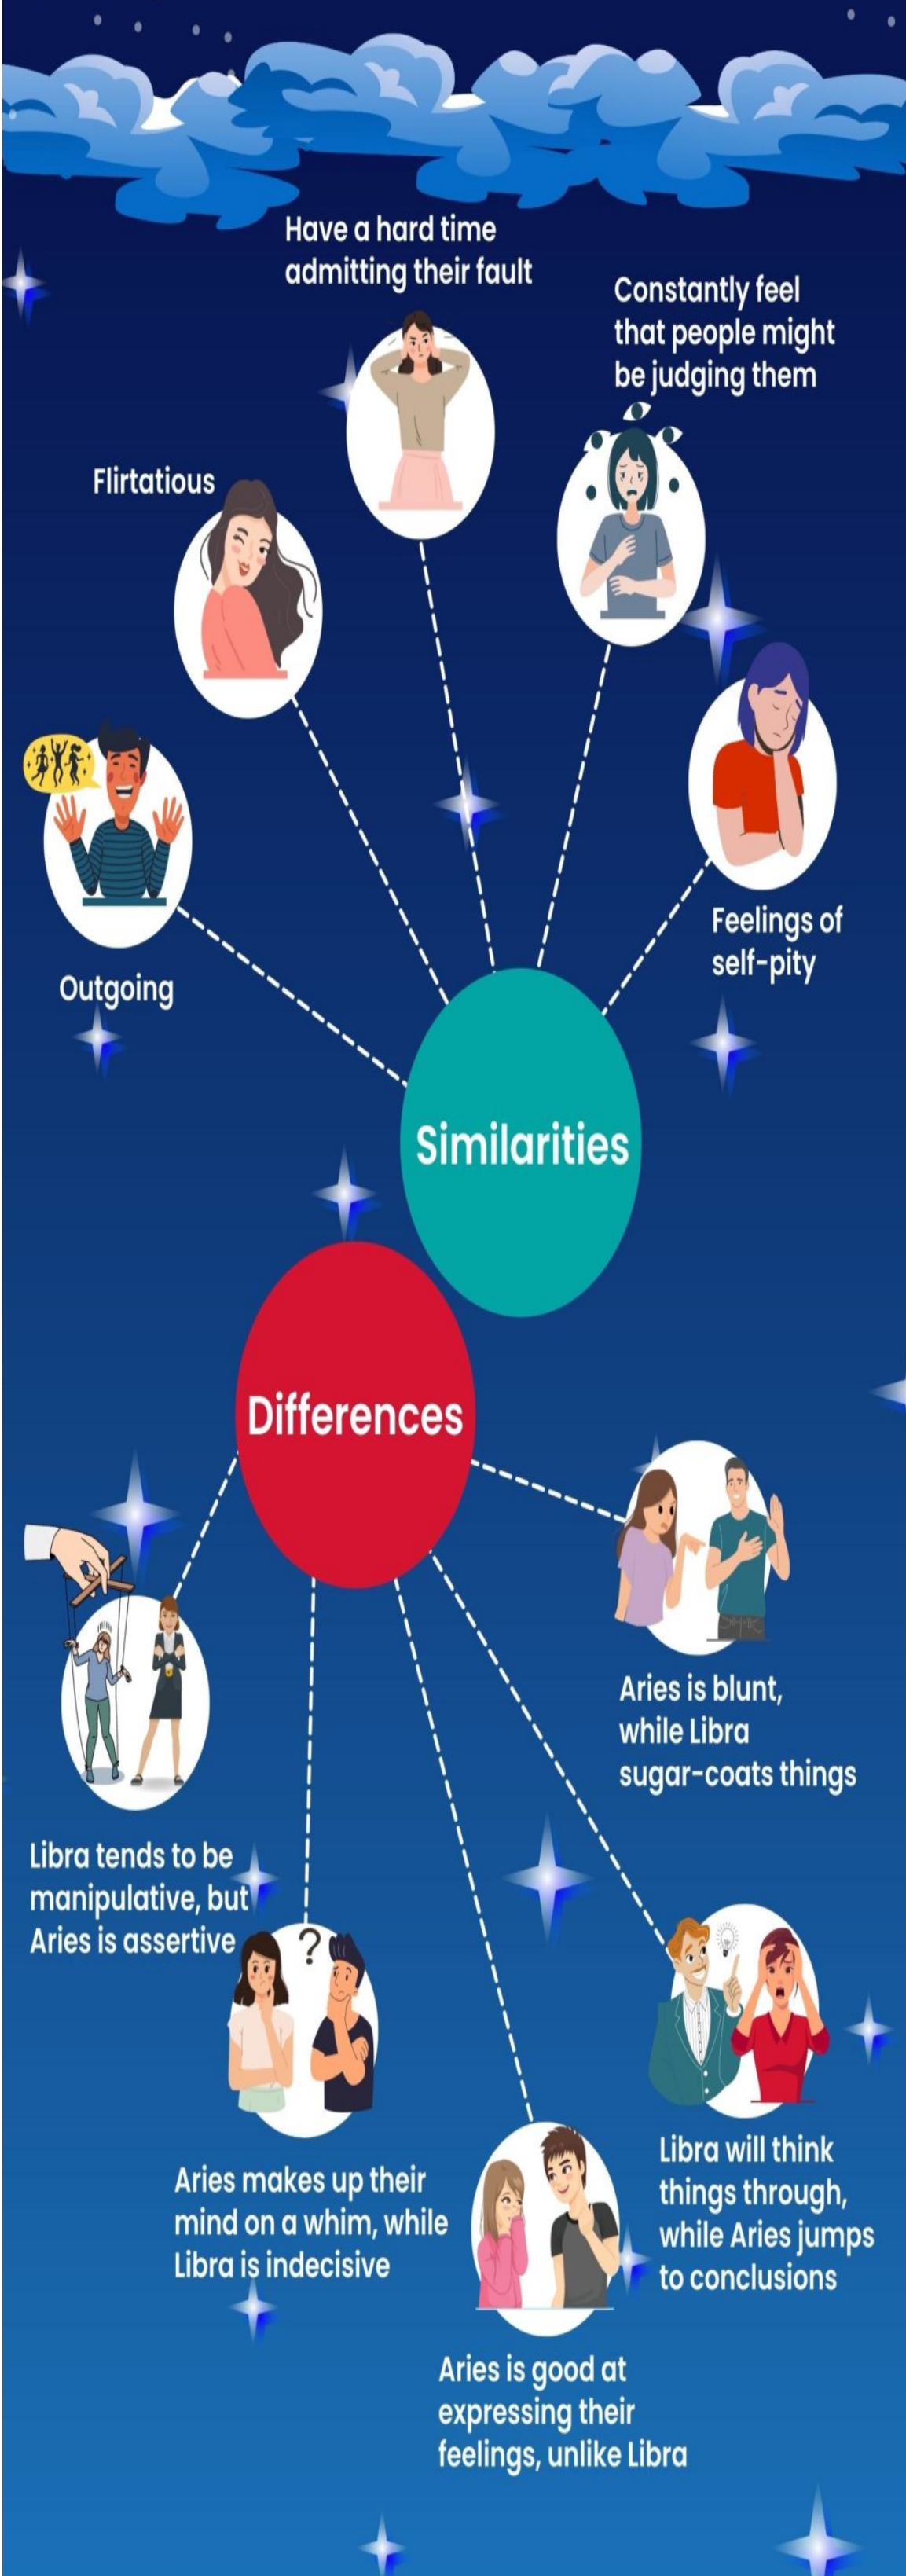 Have a hard time
admitting their fault
Constantly feel
that people might
be judging them
Flirtatious
Outgoing
Feelings of
self-pity
Similarities
Differences
Aries is blunt,
while Libra
sugar-coats things
Libra tends to be
manipulative, but
Aries is assertive
?
Aries makes up their
mind on a whim, while
Libra is indecisive
Libra will think
things through,
while Aries jumps
to conclusions
Aries is good at
expressing their
feelings, unlike Libra